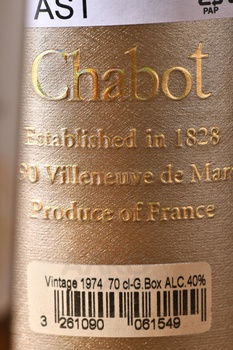 AST
PAP
Chabot
Established in 1828
90 Villeneuve de Mar
Produce of France
Vintage 1974 70 cl-G.Box ALC.40%
3 261090 061549